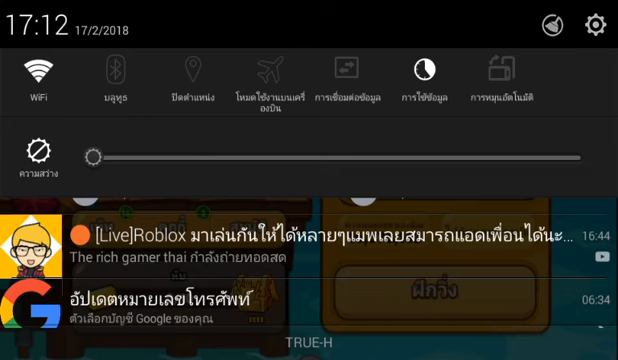 17:12 17/2/2018
WiFi
บลูทูธ
ปิดตำแหน่ง
โหมดใช้งานบนเครื่องบิน
การเชื่อมต่อข้อมูล
การใช้ข้อมูล
การหมุนอัตโนมัติ
ความสว่าง
[Live]Roblox มาเล่นกันให้ได้หลายๆแมพเลยสมารถแอดเพื่อนได้นะ... 16:44
The rich gamer thai กำลังถ่ายทอดสด
อัปเดตหมายเลขโทรศัพท์ 06:34
ตัวเลือกบัญชี Google ของคุณ
ฝึกวิ่ง
TRUE-H